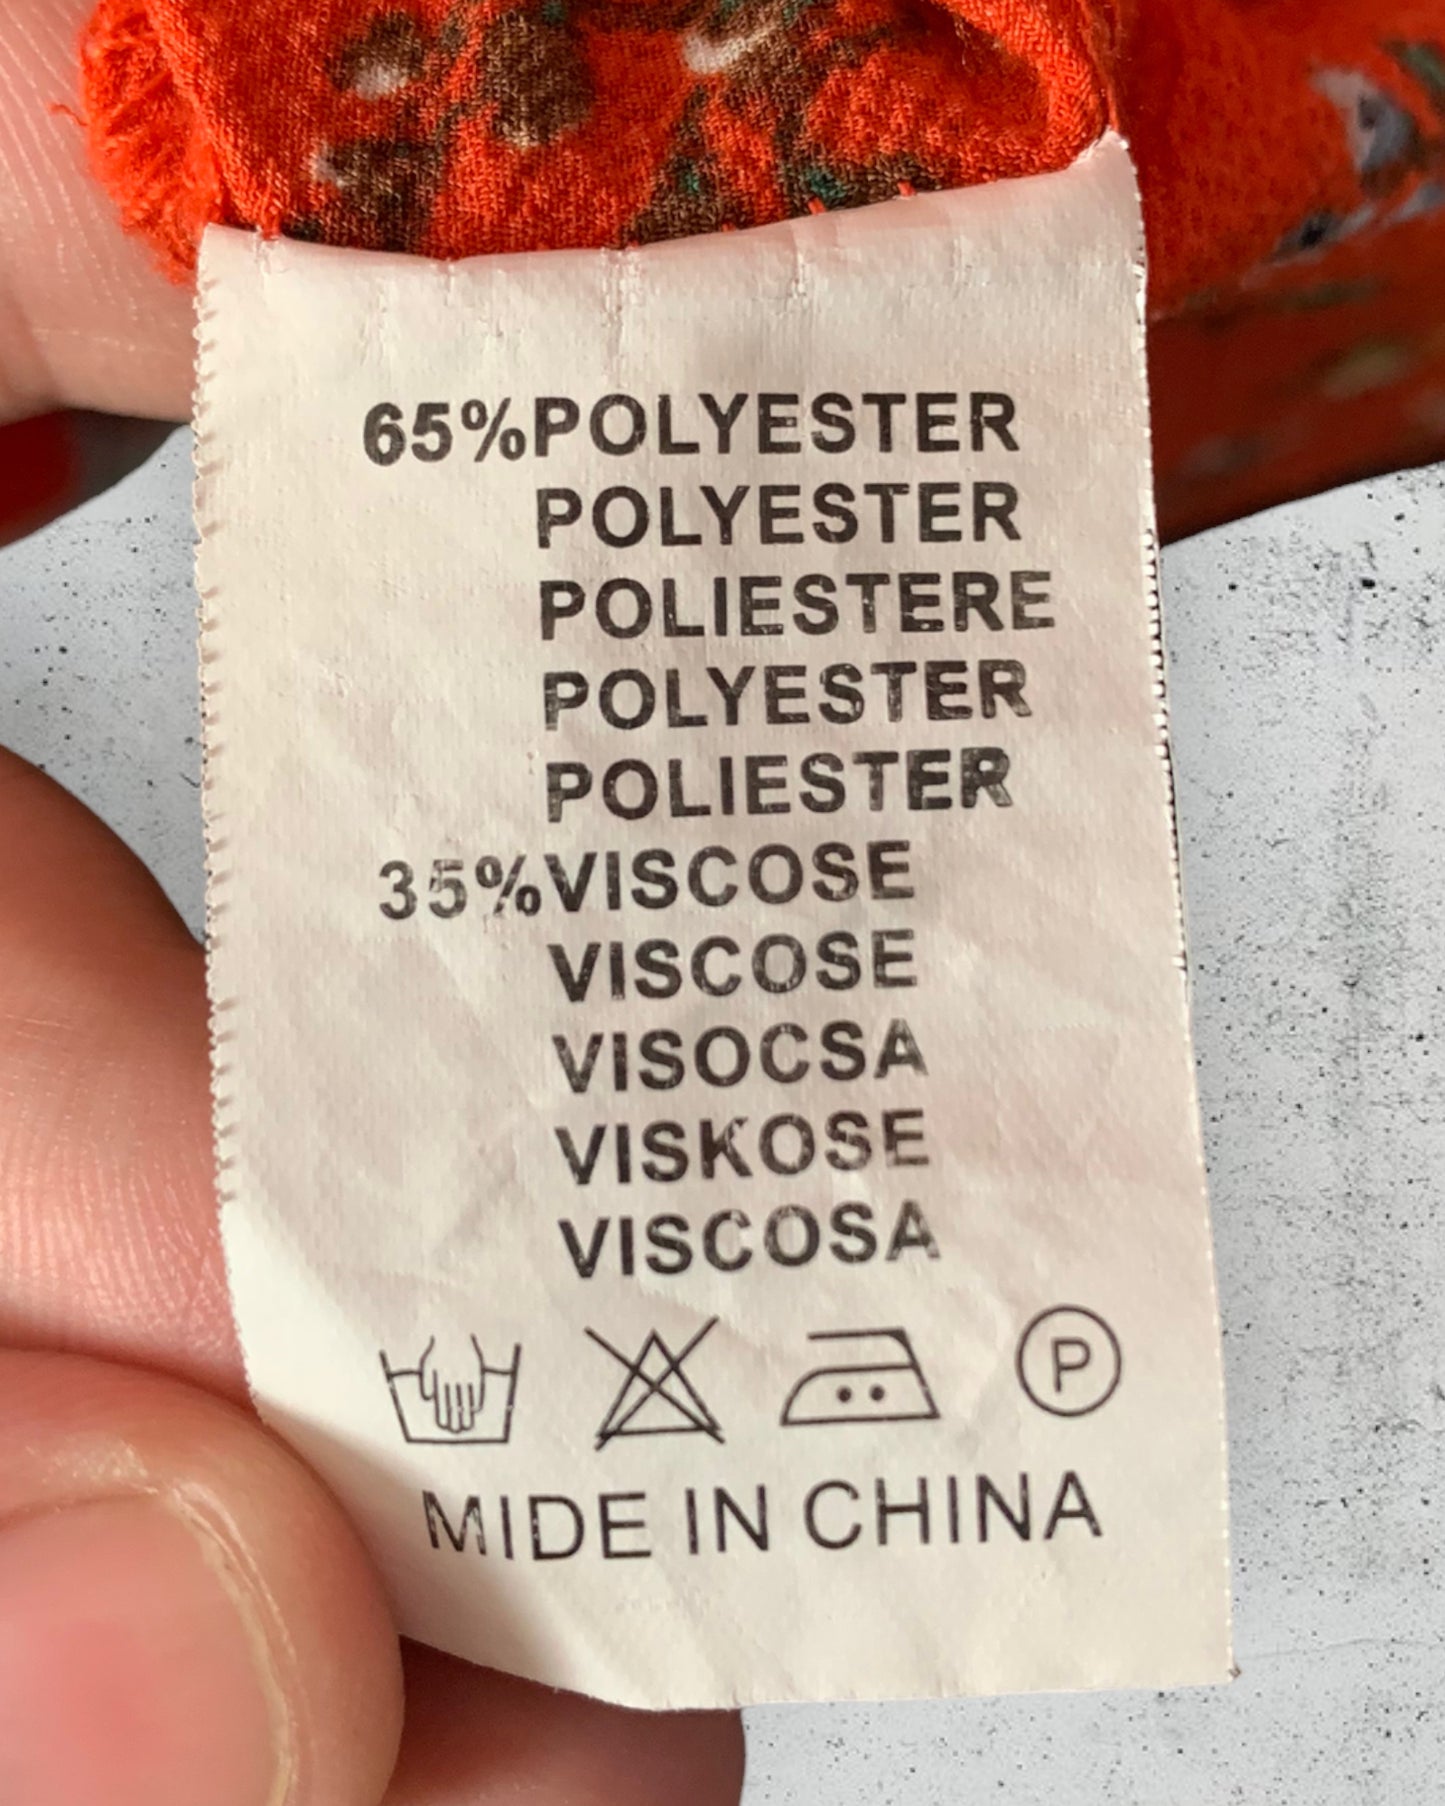 65%POLYESTER
POLYESTER
POLIESTERE
POLYESTER
POLIESTER
35%VISCOSE
VISCOSE
VISOCSA
VISKOSE
VISCOSA
P
MIDE IN CHINA